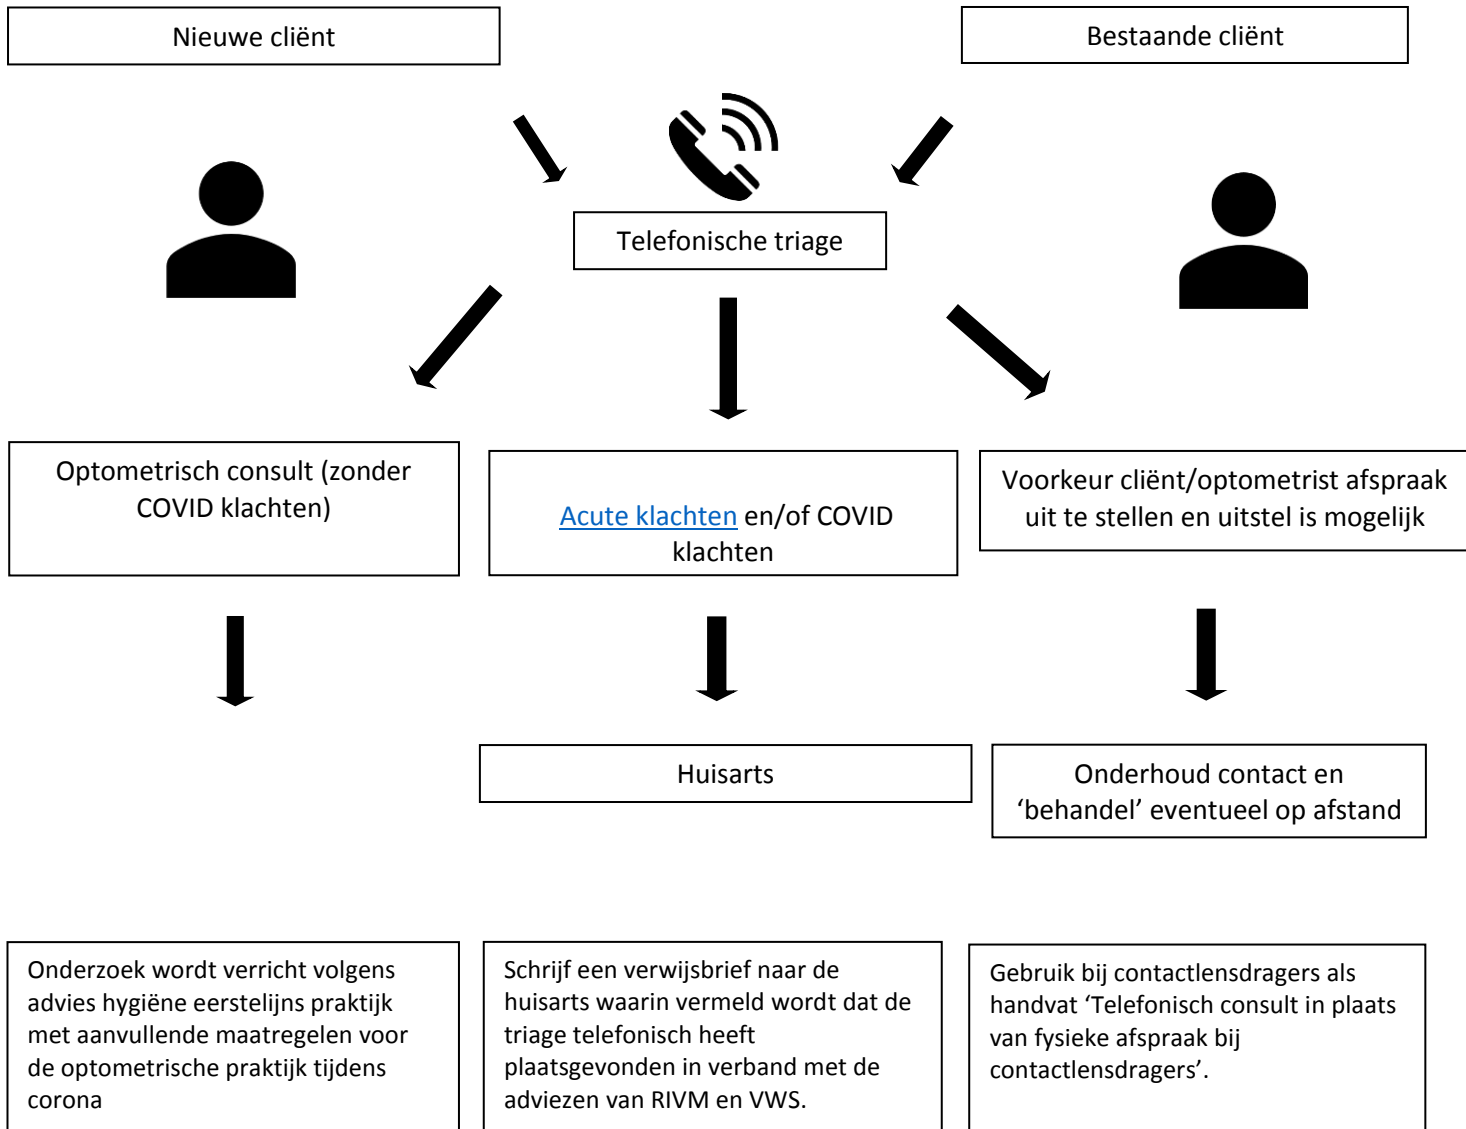 Nieuwe cliënt
Bestaande cliënt
Telefonische triage
Optometrisch consult (zonder
COVID klachten)
Acute klachten en/of COVID
klachten
Voorkeur cliënt/optometrist afspraak
uit te stellen en uitstel is mogelijk
Huisarts
Onderhoud contact en
‘behandel’ eventueel op afstand
Onderzoek wordt verricht volgens
advies hygiëne eerstelijns praktijk
met aanvullende maatregelen voor
de optometrische praktijk tijdens
corona
Schrijf een verwijsbrief naar de
huisarts waarin vermeld wordt dat de
triage telefonisch heeft
plaatsgevonden in verband met de
adviezen van RIVM en VWS.
Gebruik bij contactlensdragers als
handvat ‘Telefonisch consult in plaats
van fysieke afspraak bij
contactlensdragers’.